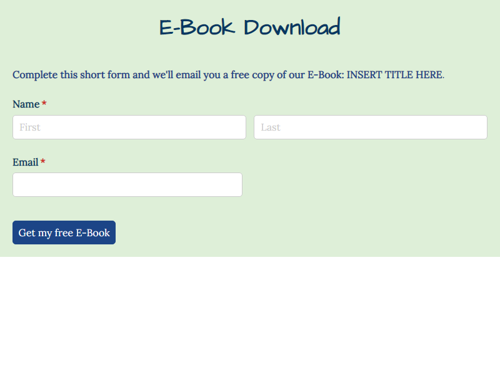 E-Book Download
Complete this short form and we'll email you a free copy of our E-Book: INSERT TITLE HERE.
Name *
First Last
Email *
Get my free E-Book